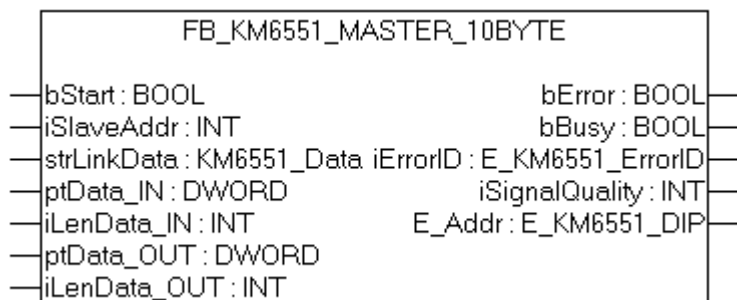 FB_KM6551_MASTER_10BYTE
bStart : BOOL bError : BOOL
iSlaveAddr : INT bBusy : BOOL
strLinkData : KM6551_Data iErrorID : E_KM6551_ErrorID
ptData_IN : DWORD iSignalQuality : INT
iLenData_IN : INT E_Addr : E_KM6551_DIP
ptData_OUT : DWORD
iLenData_OUT : INT